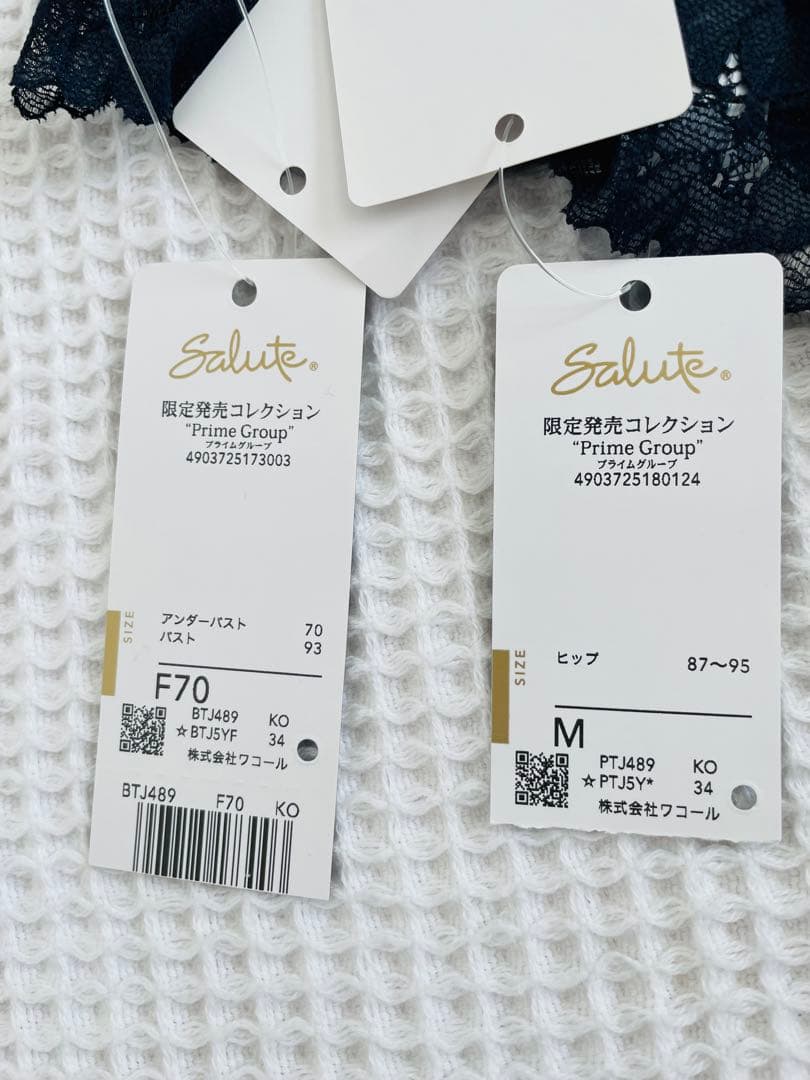 Salute®
限定発売コレクション
“Prime Group”
プライムグループ
4903725173003
SIZE
アンダーバスト 70
バスト 93
F70
BTJ489 KO
☆BTJ5YF 34
株式会社ワコール
BTJ489 F70 KO
Salute®
限定発売コレクション
“Prime Group”
プライムグループ
4903725180124
SIZE
ヒップ 87〜95
M
PTJ489 KO
☆PTJ5Y* 34
株式会社ワコール